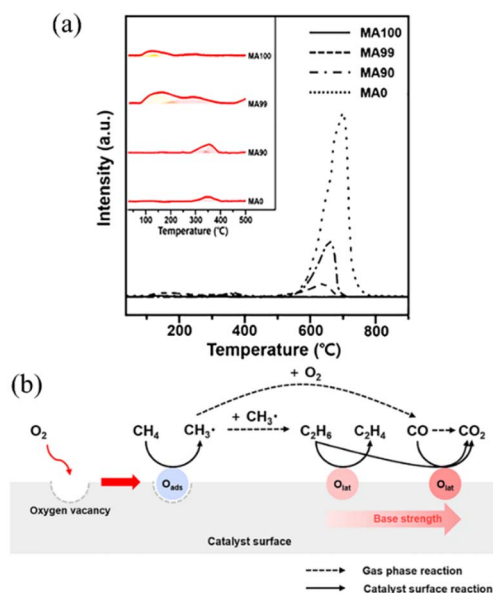 (a)
MA100
MA99
MA90
MA0
MA100
MA99
MA90
MA0
100 200 300 400 500
Temperature (℃)
Intensity (a.u.)
200 400 600 800
Temperature (℃)
(b)
+ O₂
O₂
CH₄
CH₃·
+ CH₃·
C₂H₆
C₂H₄
CO
CO₂
Oads
Olat
Olat
Oxygen vacancy
Base strength
Catalyst surface
Gas phase reaction
Catalyst surface reaction